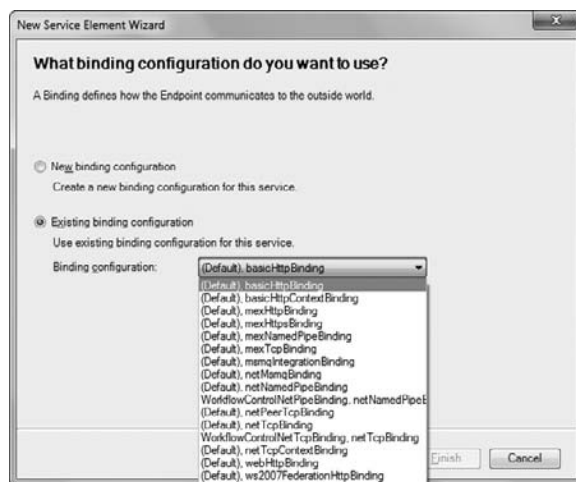 New Service Element Wizard
What binding configuration do you want to use?
A Binding defines how the Endpoint communicates to the outside world.
New binding configuration
Create a new binding configuration for this service.
Existing binding configuration
Use existing binding configuration for this service.
Binding configuration:
(Default), basicHttpBinding
(Default), basicHttpBinding
(Default), basicHttpContextBinding
(Default), mexHttpBinding
(Default), mexHttpsBinding
(Default), mexNamedPipeBinding
(Default), mexTcpBinding
(Default), msmqIntegrationBinding
(Default), netMsmqBinding
(Default), netNamedPipeBinding
WorkflowControlNetPipeBinding, netNamedPipeE
(Default), netPeerTcpBinding
(Default), netTcpBinding
WorkflowControlNetTcpBinding, netTcpBinding
(Default), netTcpContextBinding
(Default), webHttpBinding
(Default), ws2007FederationHttpBinding
Finish
Cancel